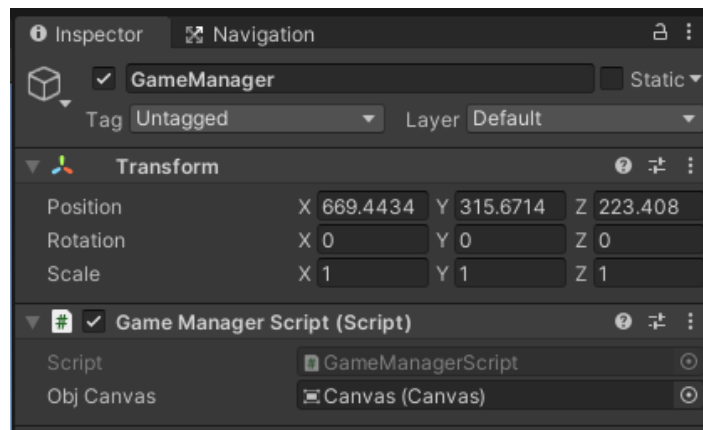 Inspector Navigation
GameManager Static
Tag Untagged Layer Default
Transform
Position X 669.4434 Y 315.6714 Z 223.408
Rotation X 0 Y 0 Z 0
Scale X 1 Y 1 Z 1
# Game Manager Script (Script)
Script # GameManagerScript
Obj Canvas Canvas (Canvas)